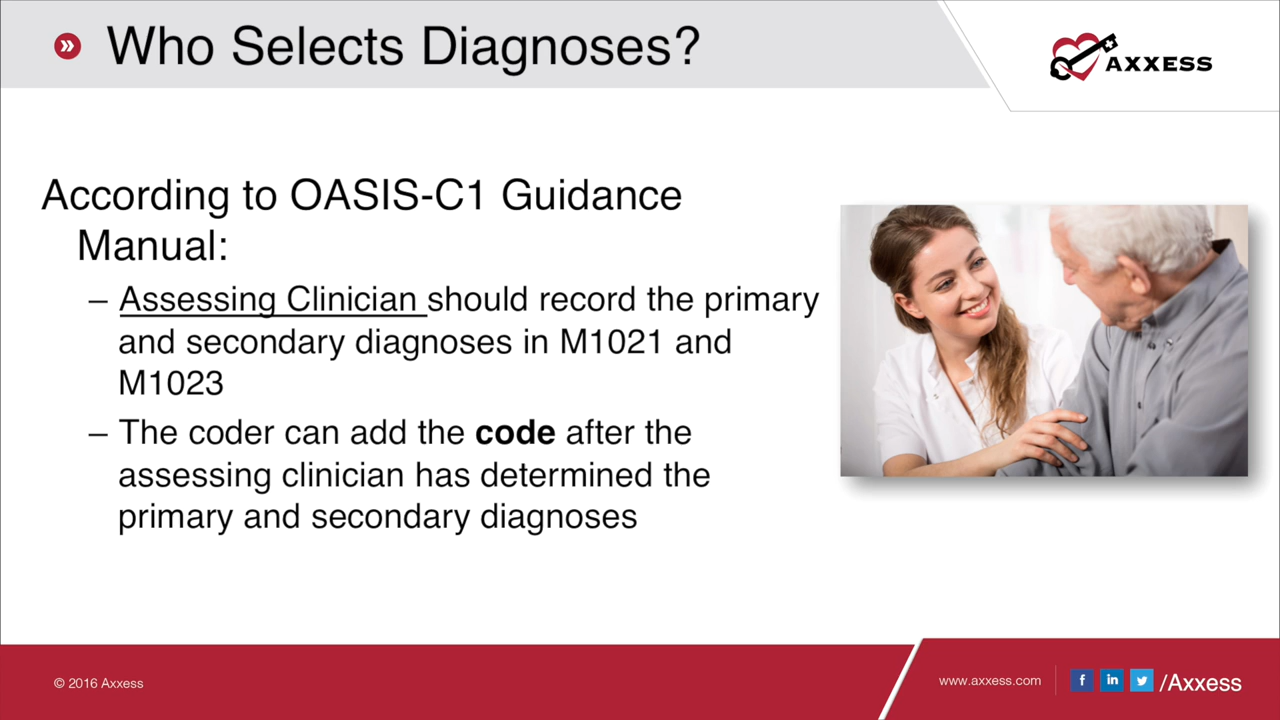 Who Selects Diagnoses?
AXXESS
According to OASIS-C1 Guidance
Manual:
– Assessing Clinician should record the primary
and secondary diagnoses in M1021 and
M1023
– The coder can add the code after the
assessing clinician has determined the
primary and secondary diagnoses
© 2016 Axxess
www.axxess.com
/Axxess